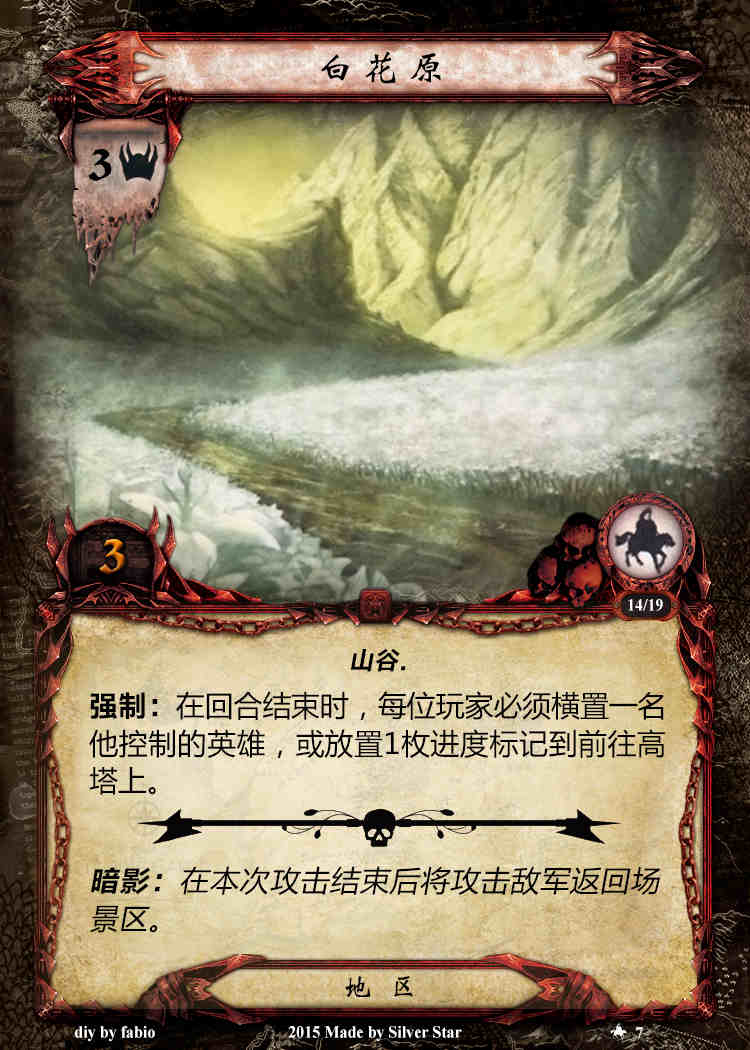 白花原
3
3
14/19
山谷.
强制：在回合结束时，每位玩家必须横置一名
他控制的英雄，或放置1枚进度标记到前往高
塔上。
暗影：在本次攻击结束后将攻击敌军返回场
景区。
地区
diy by fabio 2015 Made by Silver Star 7